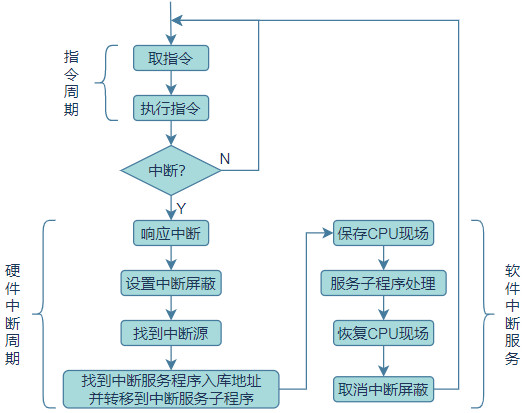 指令周期
取指令
执行指令
中断?
N
Y
硬件中断周期
响应中断
设置中断屏蔽
找到中断源
找到中断服务程序入库地址
并转移到中断服务子程序
保存CPU现场
服务子程序处理
恢复CPU现场
取消中断屏蔽
软件中断服务